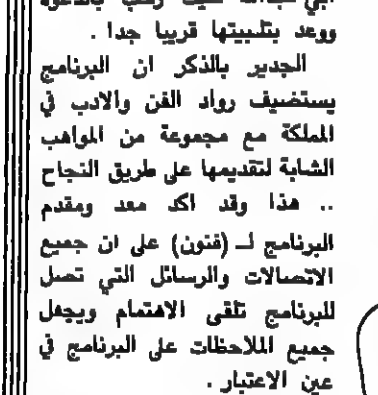 ووعد بتلبيتها قريبا جدا .
الجدير بالذكر ان البرنامج
يستضيف رواد الفن والادب في
المملكة مع مجموعة من المواهب
الشابة لتقديمها على طريق النجاح
.. هذا وقد اكد معد ومقدم
البرنامج لــ (فنون) على ان جميع
الاتصالات والرسائل التي تصل
للبرنامج تلقى الاهتمام ويجعل
جميع الملاحظات على البرنامج في
عين الاعتبار .